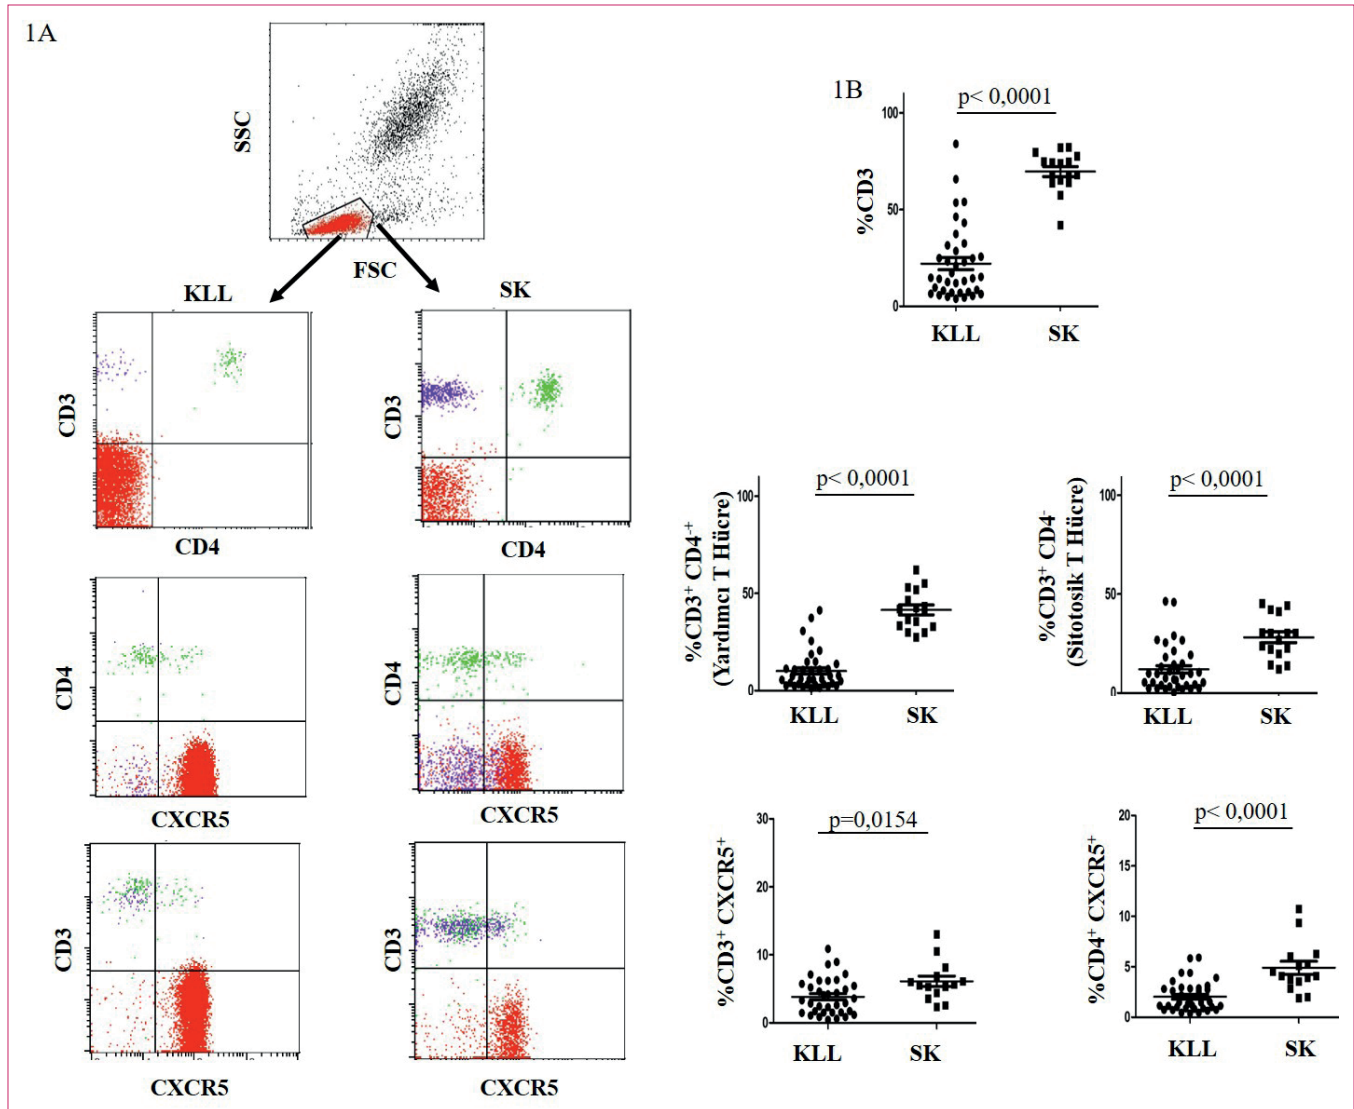 1A
SSC
FSC
KLL
SK
CD3
CD4
CD3
CD4
CD4
CXCR5
CD4
CXCR5
CD3
CXCR5
CD3
CXCR5
1B
p< 0,0001
%CD3
100
50
0
KLL
SK
p< 0,0001
%CD3+ CD4-+
(Yardımcı T Hücre)
100
50
0
KLL
SK
p< 0,0001
%CD3+ CD4-
(Sitotosik T Hücre)
100
50
0
KLL
SK
p=0,0154
%CD3+ CXCR5+
30
20
10
0
KLL
SK
p< 0,0001
%CD4+ CXCR5+
20
15
10
5
0
KLL
SK